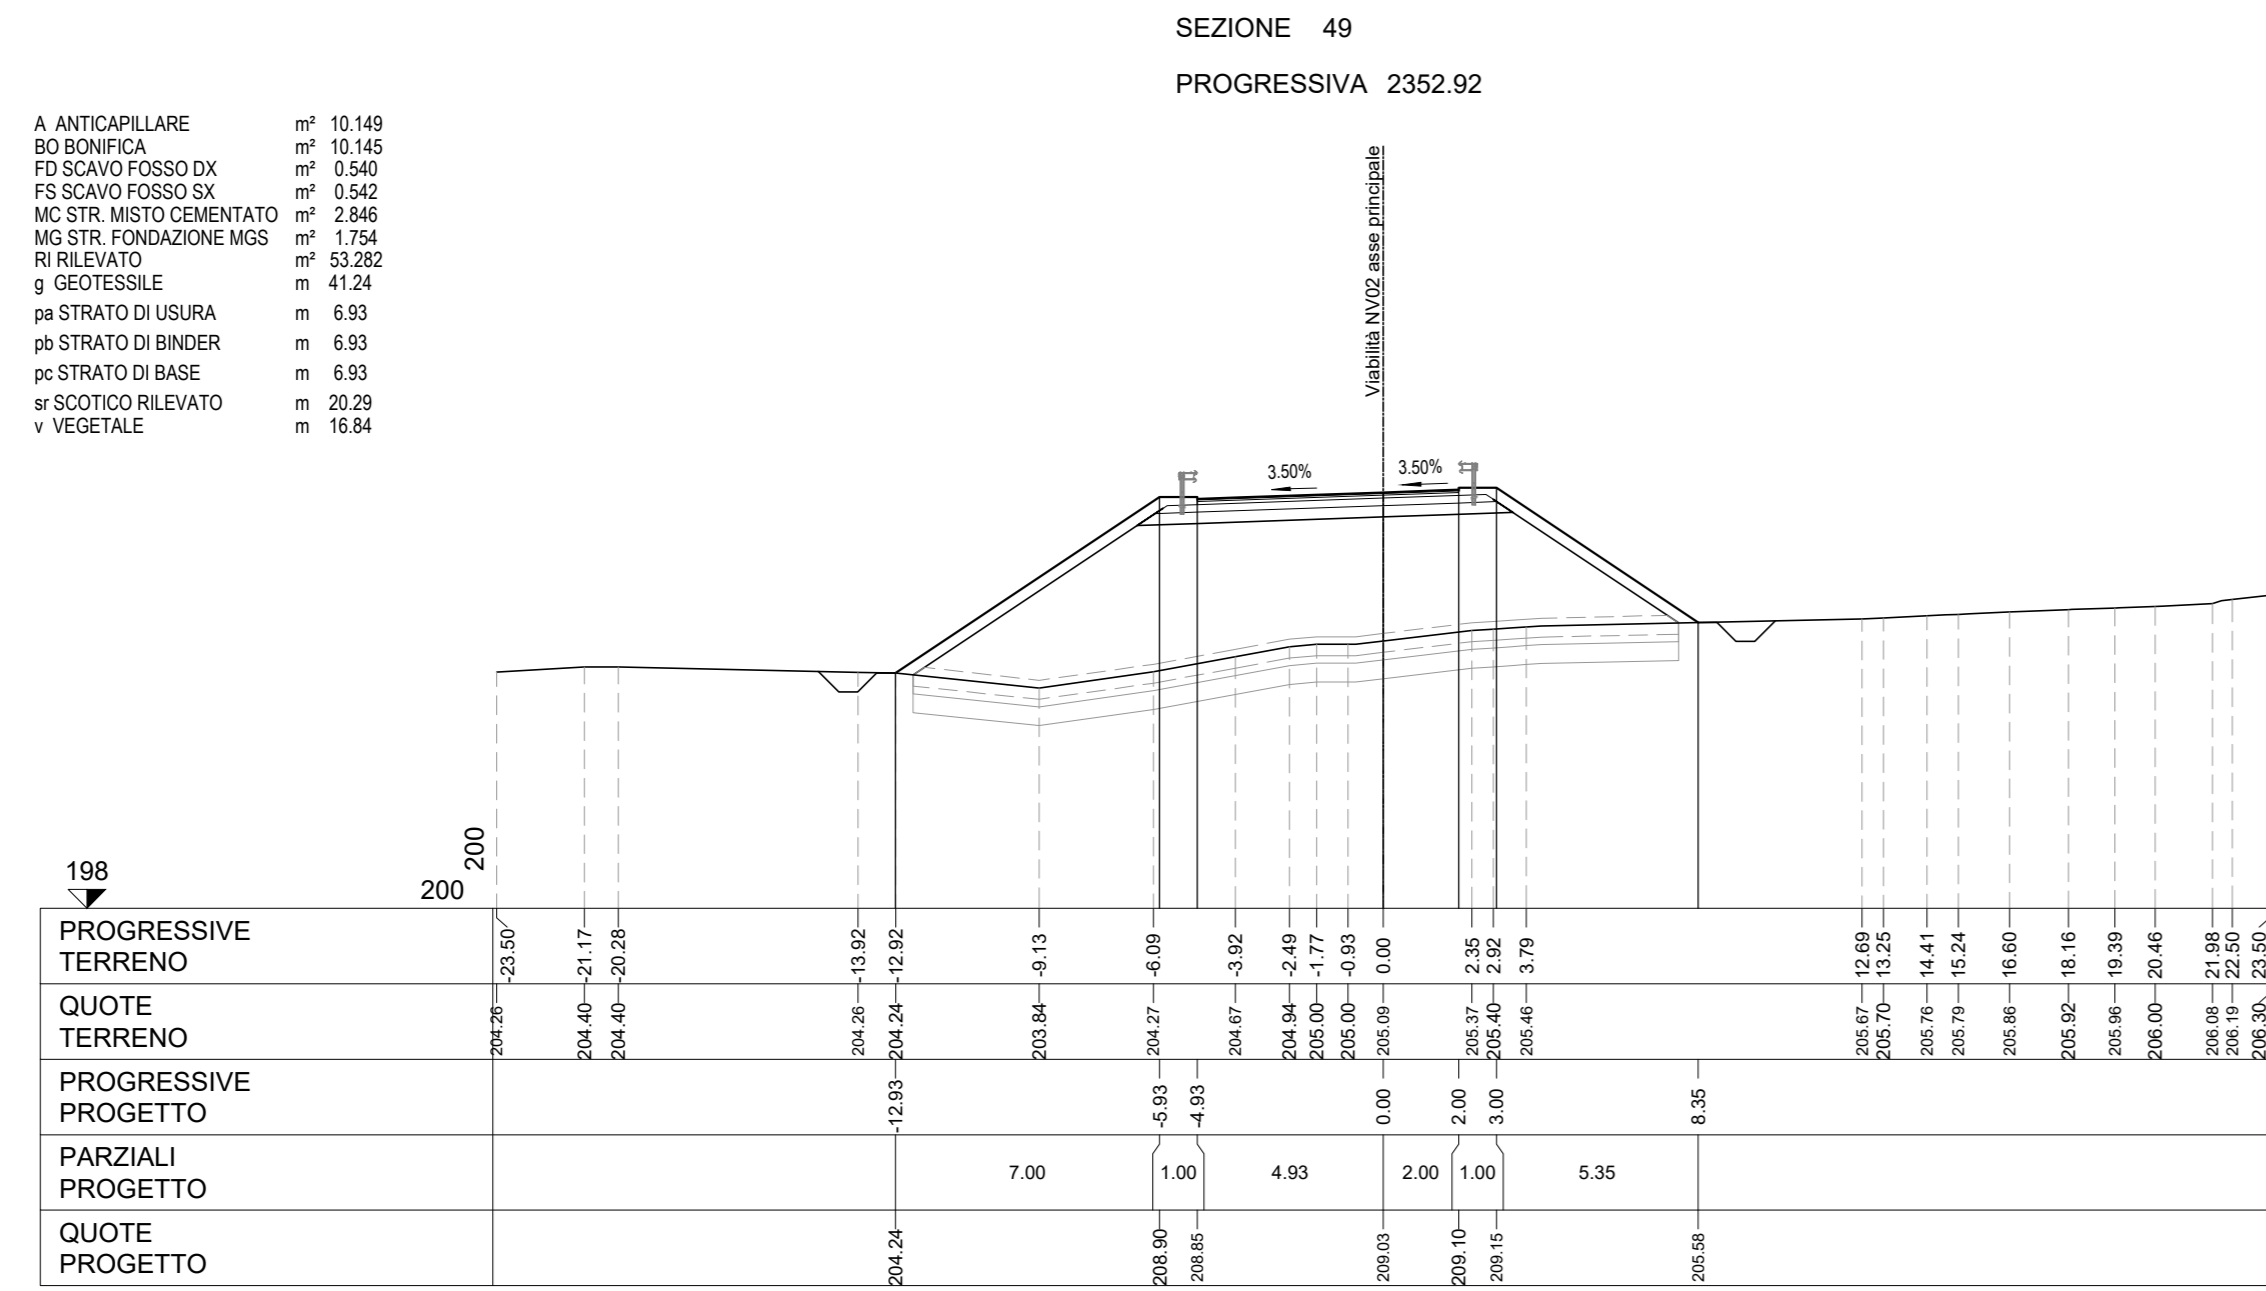 SEZIONE 49
PROGRESSIVA 2352.92
A ANTICAPILLARE m² 10.149
BO BONIFICA m² 10.145
FD SCAVO FOSSO DX m² 0.540
FS SCAVO FOSSO SX m² 0.542
MC STR. MISTO CEMENTATO m² 2.846
MG STR. FONDAZIONE MGS m² 1.754
RI RILEVATO m² 53.282
g GEOTESSILE m 41.24
pa STRATO DI USURA m 6.93
pb STRATO DI BINDER m 6.93
pc STRATO DI BASE m 6.93
sr SCOTICO RILEVATO m 20.29
v VEGETALE m 16.84
Viabilità NV02 asse principale
3.50% 3.50%
198
200
200
PROGRESSIVE
TERRENO
-23.50 -21.17 -20.28 -13.92 -12.92 -9.13 -6.09 -3.92 -2.49 -1.77 -0.93 0.00 2.35 2.92 3.79 12.69 13.25 14.41 15.24 16.60 18.16 19.39 20.46 21.98 22.50 23.50
QUOTE
TERRENO
204.26 204.40 204.40 204.26 204.24 203.84 204.27 204.67 204.94 205.00 205.00 205.09 205.37 205.40 205.46 205.67 205.70 205.76 205.79 205.86 205.92 205.96 206.00 206.08 206.19 206.30
PROGRESSIVE
PROGETTO
-12.93 -5.93 -4.93 0.00 2.00 3.00 8.35
PARZIALI
PROGETTO
7.00 1.00 4.93 2.00 1.00 5.35
QUOTE
PROGETTO
204.24 208.90 208.85 209.03 209.10 209.15 205.58